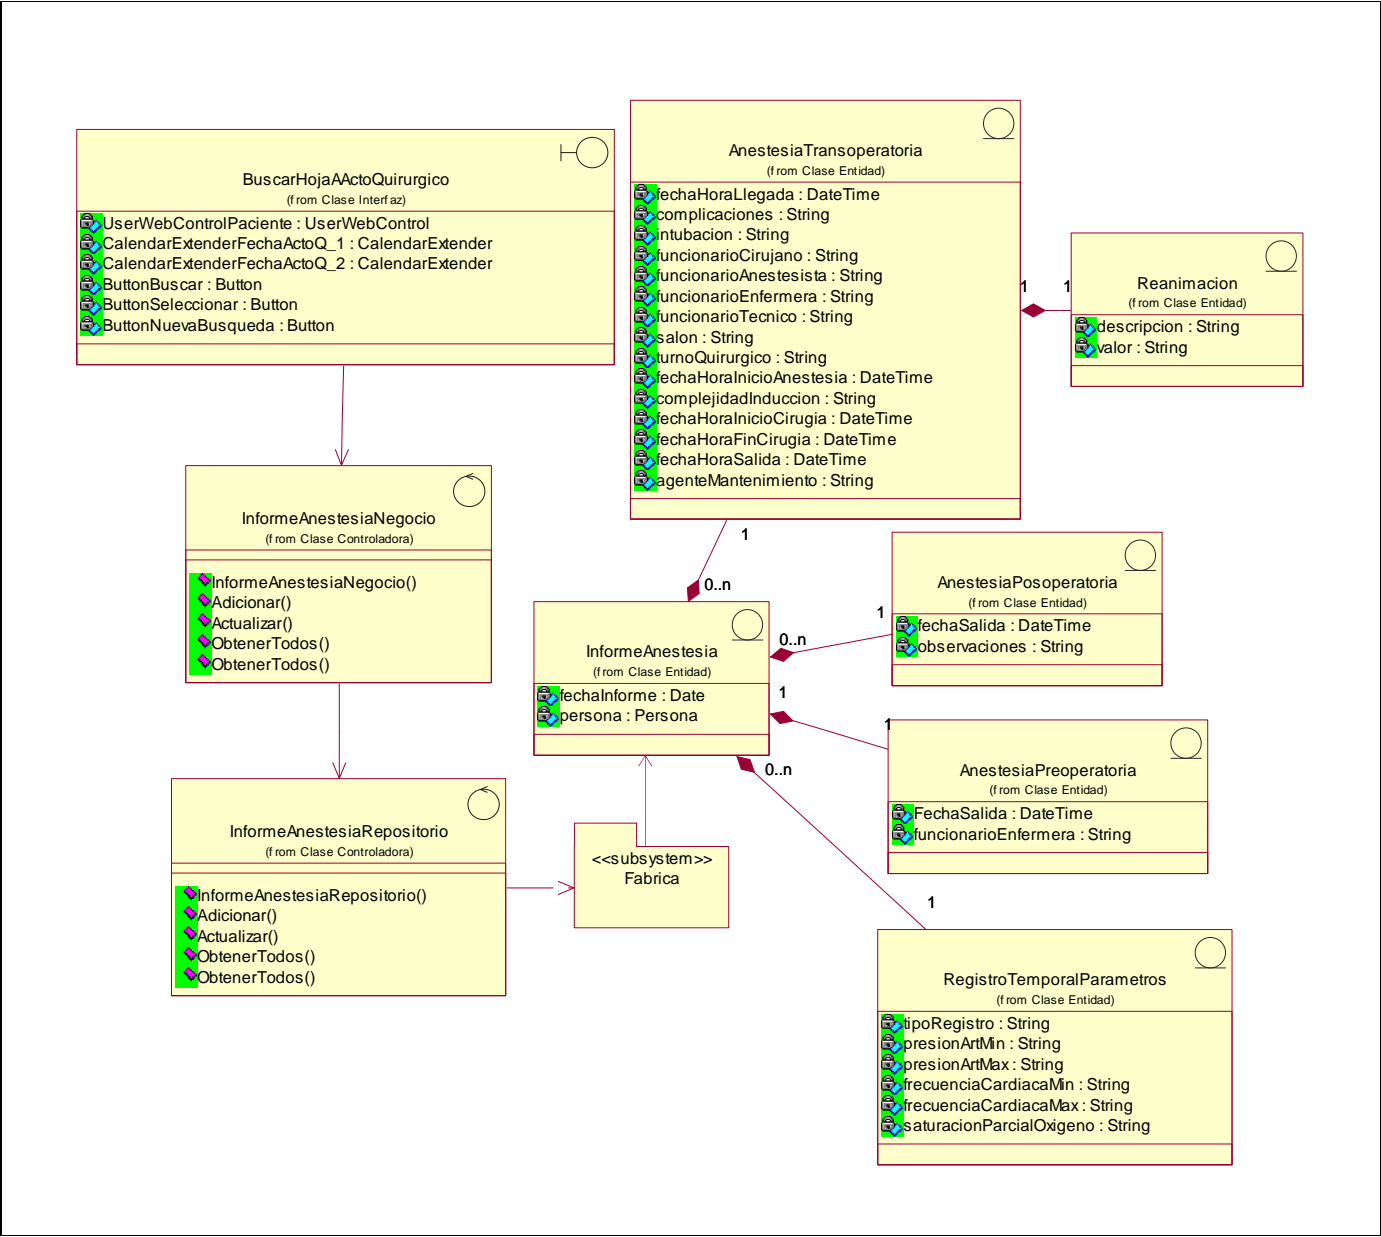 BuscarHojaAActoQuirurgico
(from Clase Interfaz)
UserWebControlPaciente : UserWebControl
CalendarExtenderFechaActoQ_1 : CalendarExtender
CalendarExtenderFechaActoQ_2 : CalendarExtender
ButtonBuscar : Button
ButtonSeleccionar : Button
ButtonNuevaBusqueda : Button
AnestesiaTransoperatoria
(from Clase Entidad)
fechaHoraLlegada : DateTime
complicaciones : String
intubacion : String
funcionarioCirujano : String
funcionarioAnestesista : String
funcionarioEnfermera : String
funcionarioTecnico : String
salon : String
turnoQuirurgico : String
fechaHoraInicioAnestesia : DateTime
complejidadInduccion : String
fechaHoraInicioCirugia : DateTime
fechaHoraFinCirugia : DateTime
fechaHoraSalida : DateTime
agenteMantenimiento : String
1
1
Reanimacion
(from Clase Entidad)
descripcion : String
valor : String
InformeAnestesiaNegocio
(from Clase Controladora)
InformeAnestesiaNegocio()
Adicionar()
Actualizar()
ObtenerTodos()
ObtenerTodos()
1
0..n
InformeAnestesia
(from Clase Entidad)
fechaInforme : Date
persona : Persona
0..n
1
AnestesiaPosoperatoria
(from Clase Entidad)
fechaSalida : DateTime
observaciones : String
1
1
AnestesiaPreoperatoria
(from Clase Entidad)
FechaSalida : DateTime
funcionarioEnfermera : String
0..n
1
InformeAnestesiaRepositorio
(from Clase Controladora)
InformeAnestesiaRepositorio()
Adicionar()
Actualizar()
ObtenerTodos()
ObtenerTodos()
<<subsystem>>
Fabrica
RegistroTemporalParametros
(from Clase Entidad)
tipoRegistro : String
presionArtMin : String
presionArtMax : String
frecuenciaCardiacaMin : String
frecuenciaCardiacaMax : String
saturacionParcialOxigeno : String